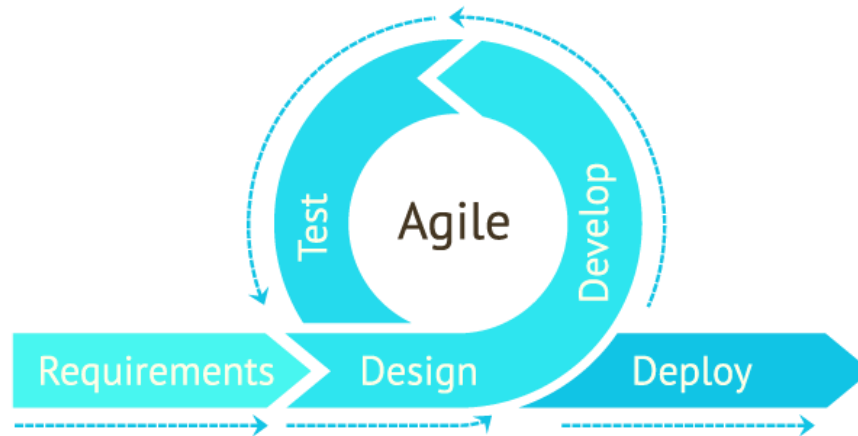 Agile
Test
Develop
Requirements
Design
Deploy